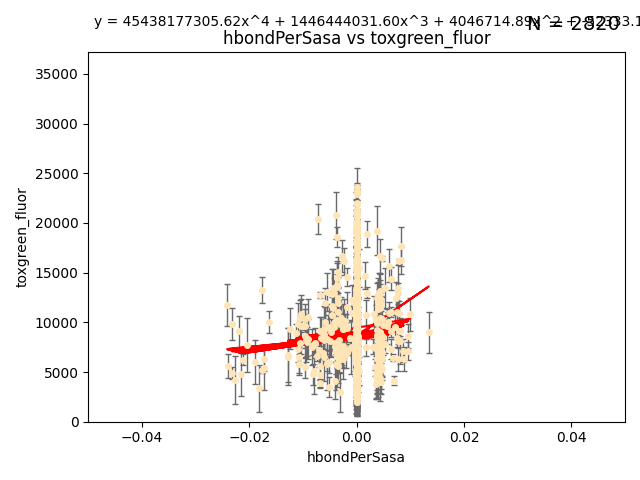 y = 45438177305.62x^4 + 1446444031.60x^3 + 4046714.89x^2 +
N = 2820
hbondPerSasa vs toxgreen_fluor
35000
30000
25000
20000
15000
10000
5000
0
toxgreen_fluor
−0.04 −0.02 0.00 0.02 0.04
hbondPerSasa